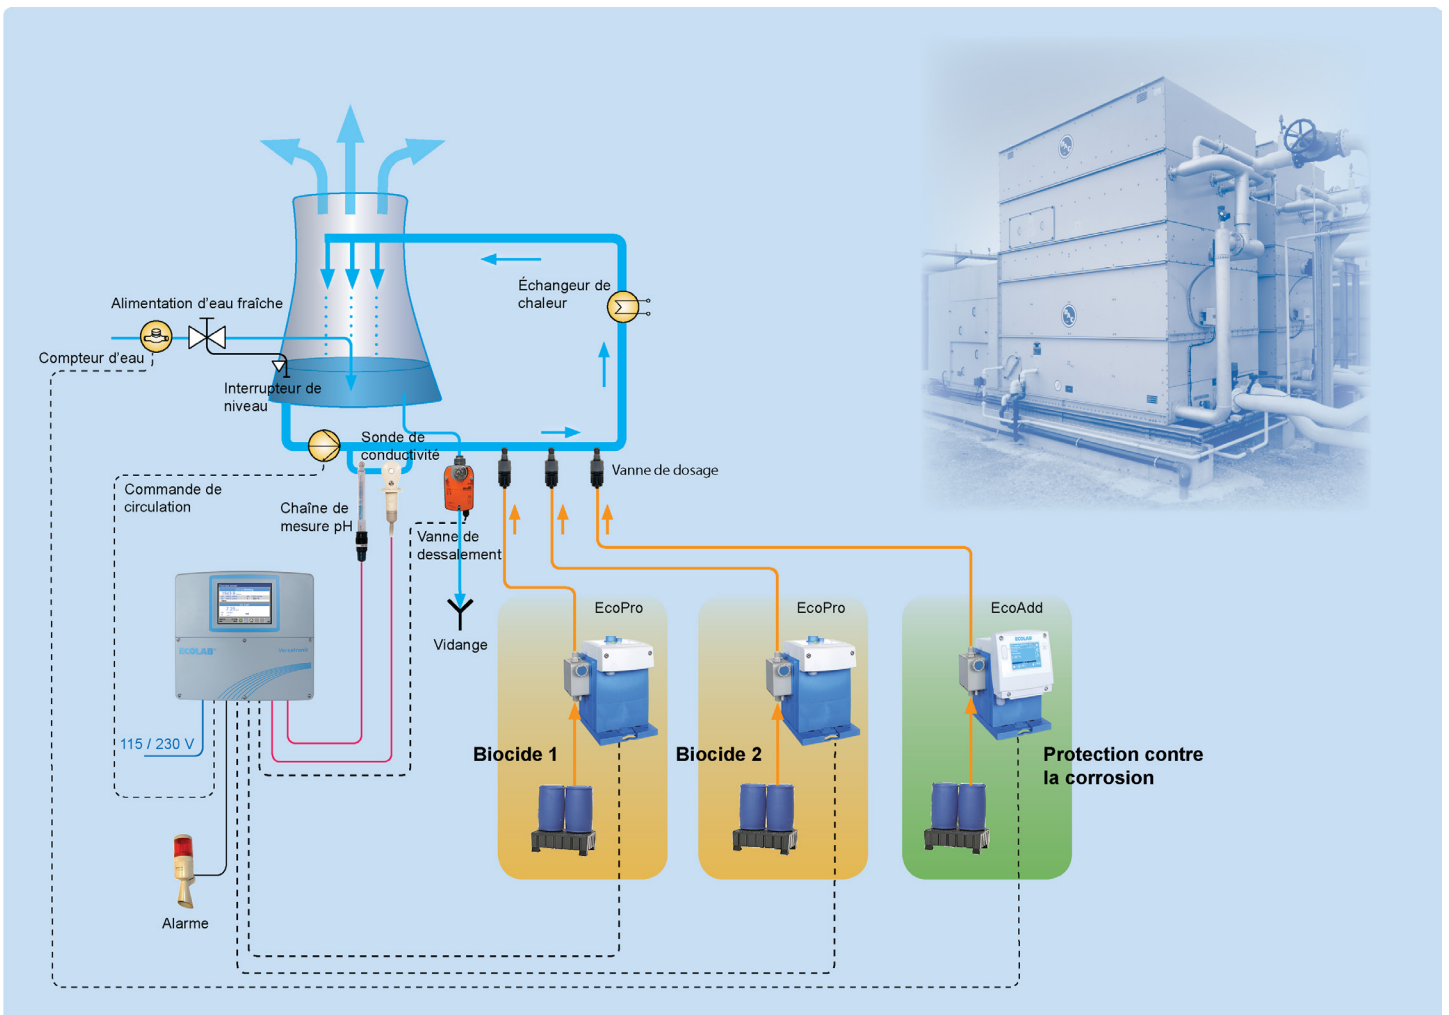 Alimentation d'eau fraîche
Compteur d'eau
Interrupteur de
niveau
Échangeur de
chaleur
Sonde de
conductivité
Vanne de dosage
Commande de
circulation
Chaîne de
mesure pH
Vanne de
dessalement
Vidange
ECOLAB
115 / 230 V
Alarme
EcoPro
Biocide 1
EcoPro
Biocide 2
EcoAdd
ECOLAB
Protection contre
la corrosion